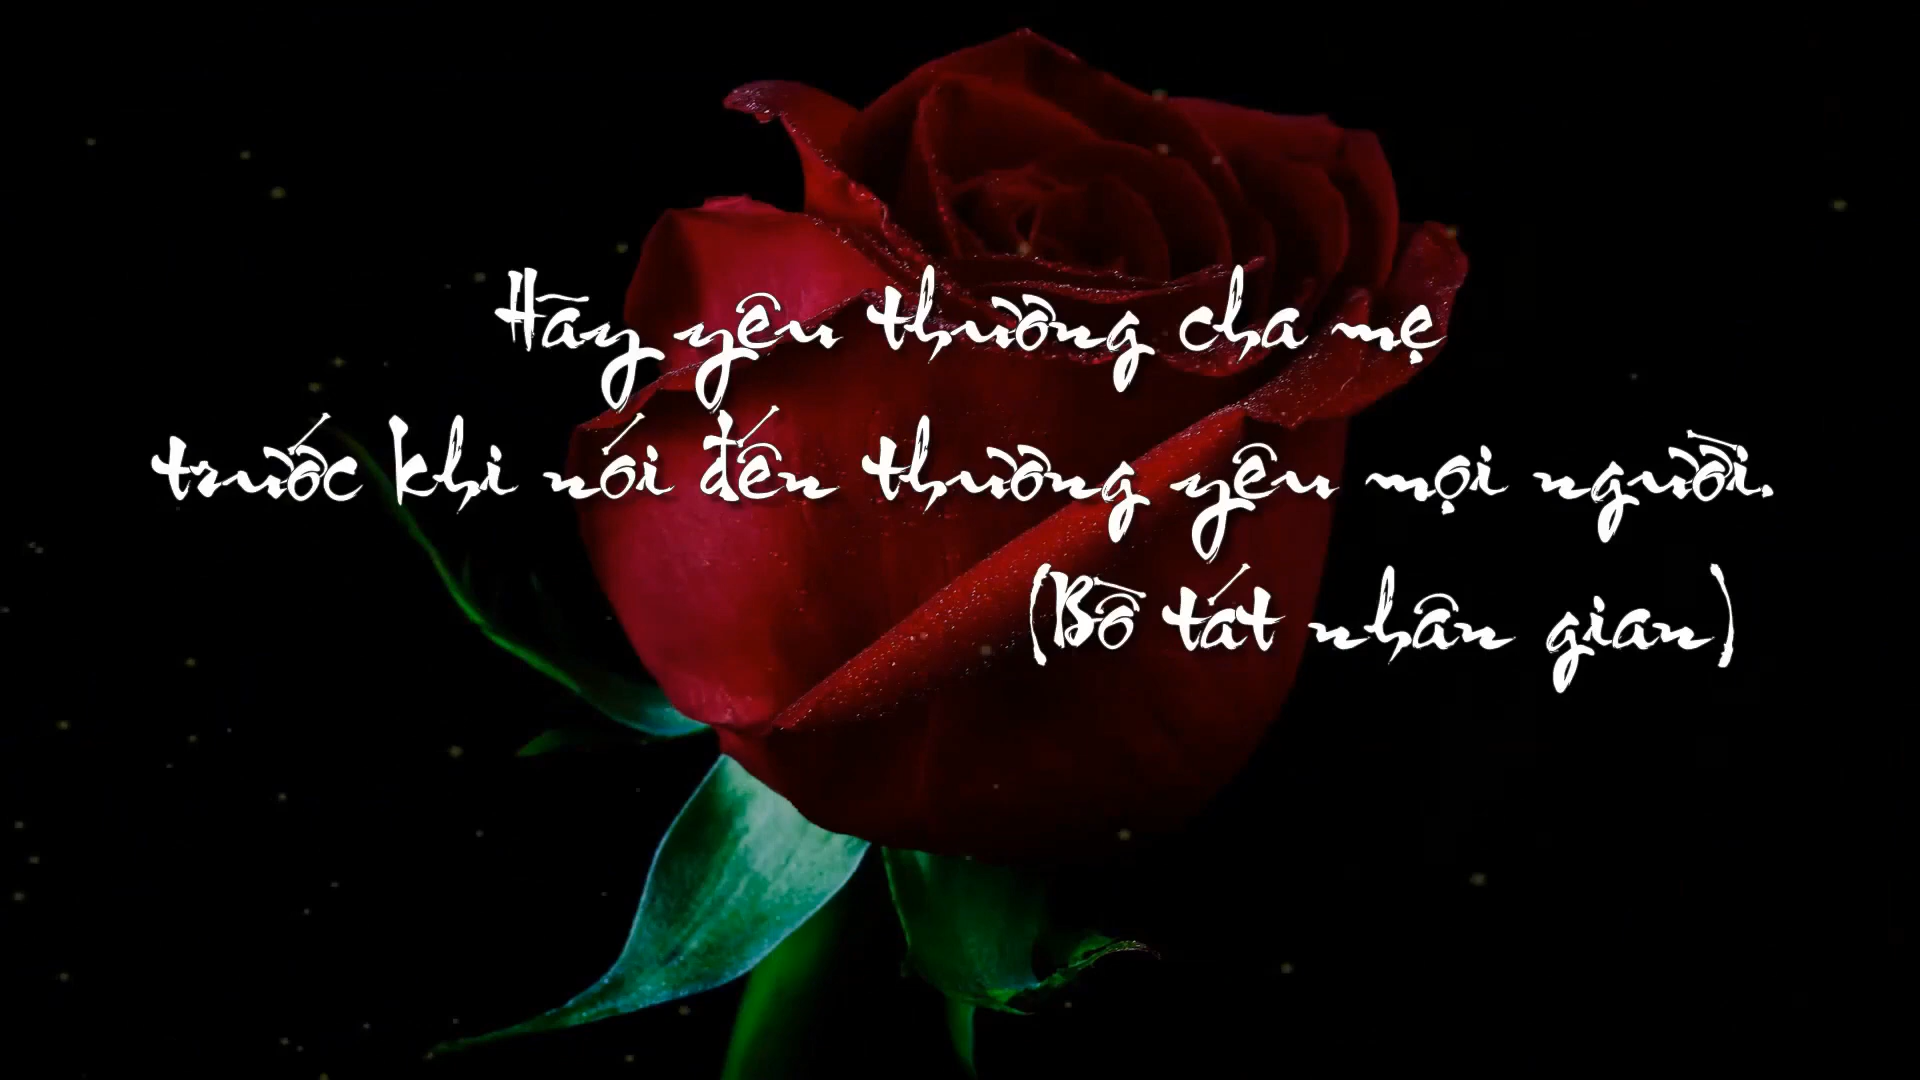 Hãy yêu thương cha mẹ
trước khi nói đến thương yêu mọi người.
(Bồ tát nhân gian)